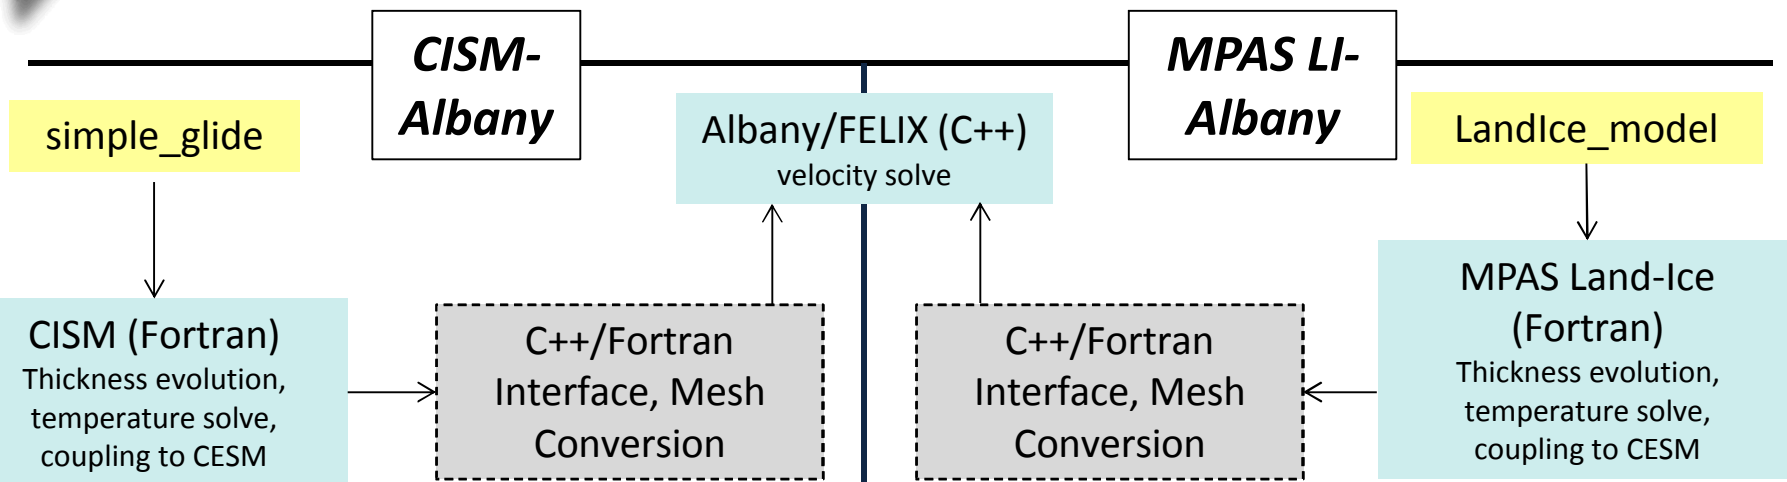 CISM-
Albany
MPAS LI-
Albany
simple_glide
Albany/FELIX (C++)
velocity solve
LandIce_model
CISM (Fortran)
Thickness evolution,
temperature solve,
coupling to CESM
C++/Fortran
Interface, Mesh
Conversion
C++/Fortran
Interface, Mesh
Conversion
MPAS Land-Ice
(Fortran)
Thickness evolution,
temperature solve,
coupling to CESM